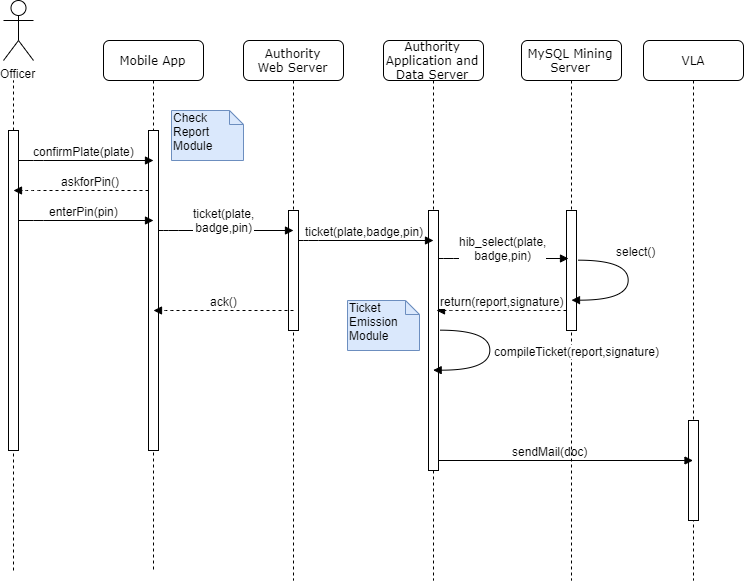 Officer
Mobile App
Authority
Web Server
Authority
Application and
Data Server
MySQL Mining
Server
VLA
Check
Report
Module
confirmPlate(plate)
askforPin()
enterPin(pin)
ticket(plate,
badge,pin)
ticket(plate,badge,pin)
hib_select(plate,
badge,pin)
select()
ack()
return(report,signature)
Ticket
Emission
Module
compileTicket(report,signature)
sendMail(doc)